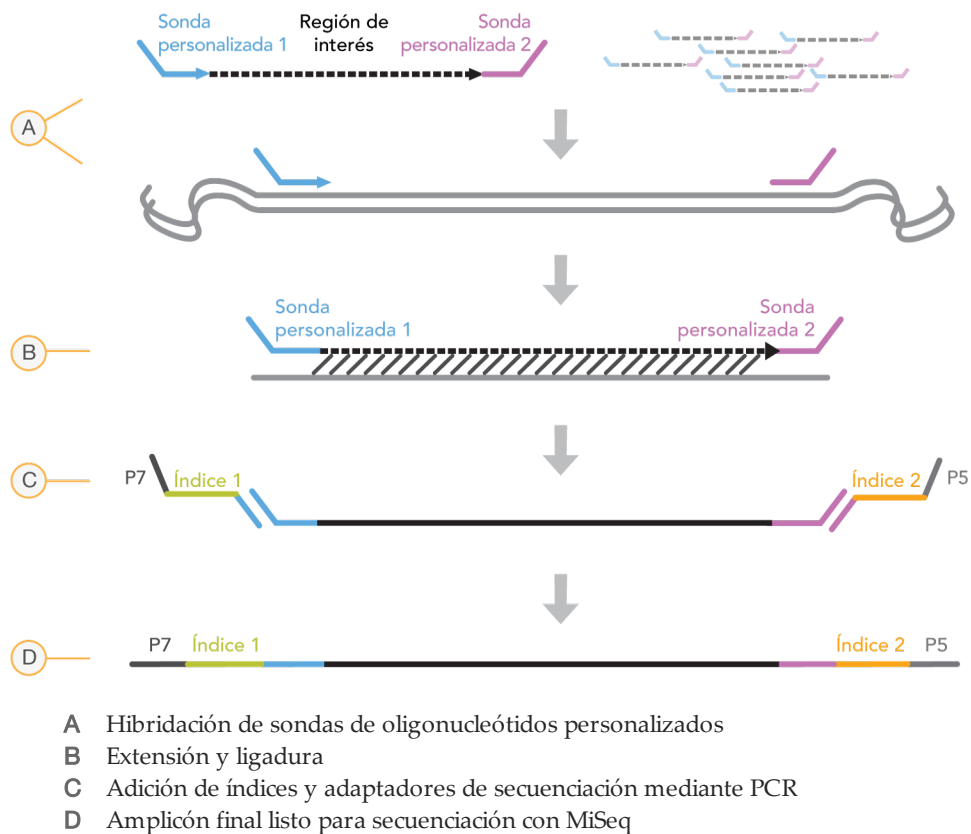 Sonda
personalizada 1
Región de
interés
Sonda
personalizada 2
A
Sonda
personalizada 1
Sonda
personalizada 2
B
P7
Índice 1
Índice 2
P5
C
P7
Índice 1
Índice 2
P5
D
A Hibridación de sondas de oligonucleótidos personalizados
B Extensión y ligadura
C Adición de índices y adaptadores de secuenciación mediante PCR
D Amplicón final listo para secuenciación con MiSeq